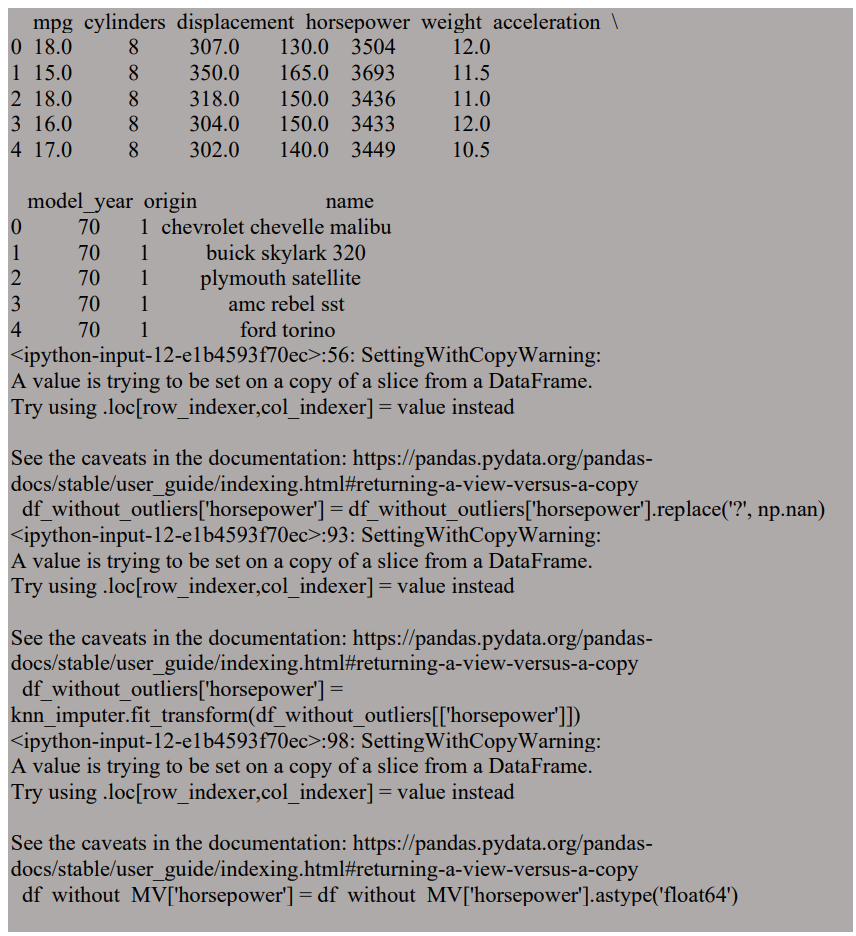 mpg cylinders displacement horsepower weight acceleration \
0 18.0 8 307.0 130.0 3504 12.0
1 15.0 8 350.0 165.0 3693 11.5
2 18.0 8 318.0 150.0 3436 11.0
3 16.0 8 304.0 150.0 3433 12.0
4 17.0 8 302.0 140.0 3449 10.5
model_year origin name
0 70 1 chevrolet chevelle malibu
1 70 1 buick skylark 320
2 70 1 plymouth satellite
3 70 1 amc rebel sst
4 70 1 ford torino
<ipython-input-12-e1b4593f70ec>:56: SettingWithCopyWarning:
A value is trying to be set on a copy of a slice from a DataFrame.
Try using .loc[row_indexer,col_indexer] = value instead
See the caveats in the documentation: https://pandas.pydata.org/pandas-
docs/stable/user_guide/indexing.html#returning-a-view-versus-a-copy
df_without_outliers['horsepower'] = df_without_outliers['horsepower'].replace('?', np.nan)
<ipython-input-12-e1b4593f70ec>:93: SettingWithCopyWarning:
A value is trying to be set on a copy of a slice from a DataFrame.
Try using .loc[row_indexer,col_indexer] = value instead
See the caveats in the documentation: https://pandas.pydata.org/pandas-
docs/stable/user_guide/indexing.html#returning-a-view-versus-a-copy
df_without_outliers['horsepower'] =
knn_imputer.fit_transform(df_without_outliers[['horsepower']])
<ipython-input-12-e1b4593f70ec>:98: SettingWithCopyWarning:
A value is trying to be set on a copy of a slice from a DataFrame.
Try using .loc[row_indexer,col_indexer] = value instead
See the caveats in the documentation: https://pandas.pydata.org/pandas-
docs/stable/user_guide/indexing.html#returning-a-view-versus-a-copy
df_without_MV['horsepower'] = df_without_MV['horsepower'].astype('float64')